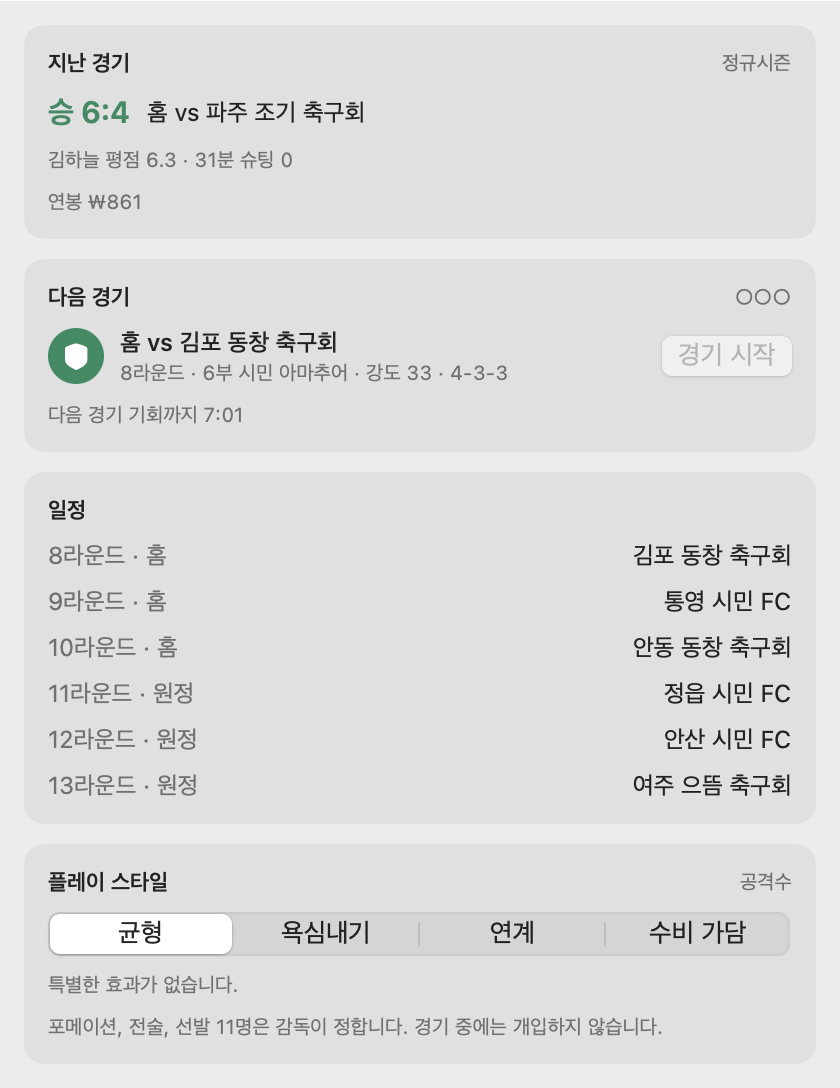 지난 경기
정규시즌
승 6:4 홈 vs 파주 조기 축구회
김하늘 평점 6.3 · 31분 슈팅 0
연봉 ₩861
다음 경기
○○○
홈 vs 김포 동창 축구회
8라운드 · 6부 시민 아마추어 · 강도 33 · 4-3-3
경기 시작
다음 경기 기회까지 7:01
일정
8라운드 · 홈 김포 동창 축구회
9라운드 · 홈 통영 시민 FC
10라운드 · 홈 안동 동창 축구회
11라운드 · 원정 정읍 시민 FC
12라운드 · 원정 안산 시민 FC
13라운드 · 원정 여주 으뜸 축구회
플레이 스타일
공격수
균형 욕심내기 연계 수비 가담
특별한 효과가 없습니다.
포메이션, 전술, 선발 11명은 감독이 정합니다. 경기 중에는 개입하지 않습니다.